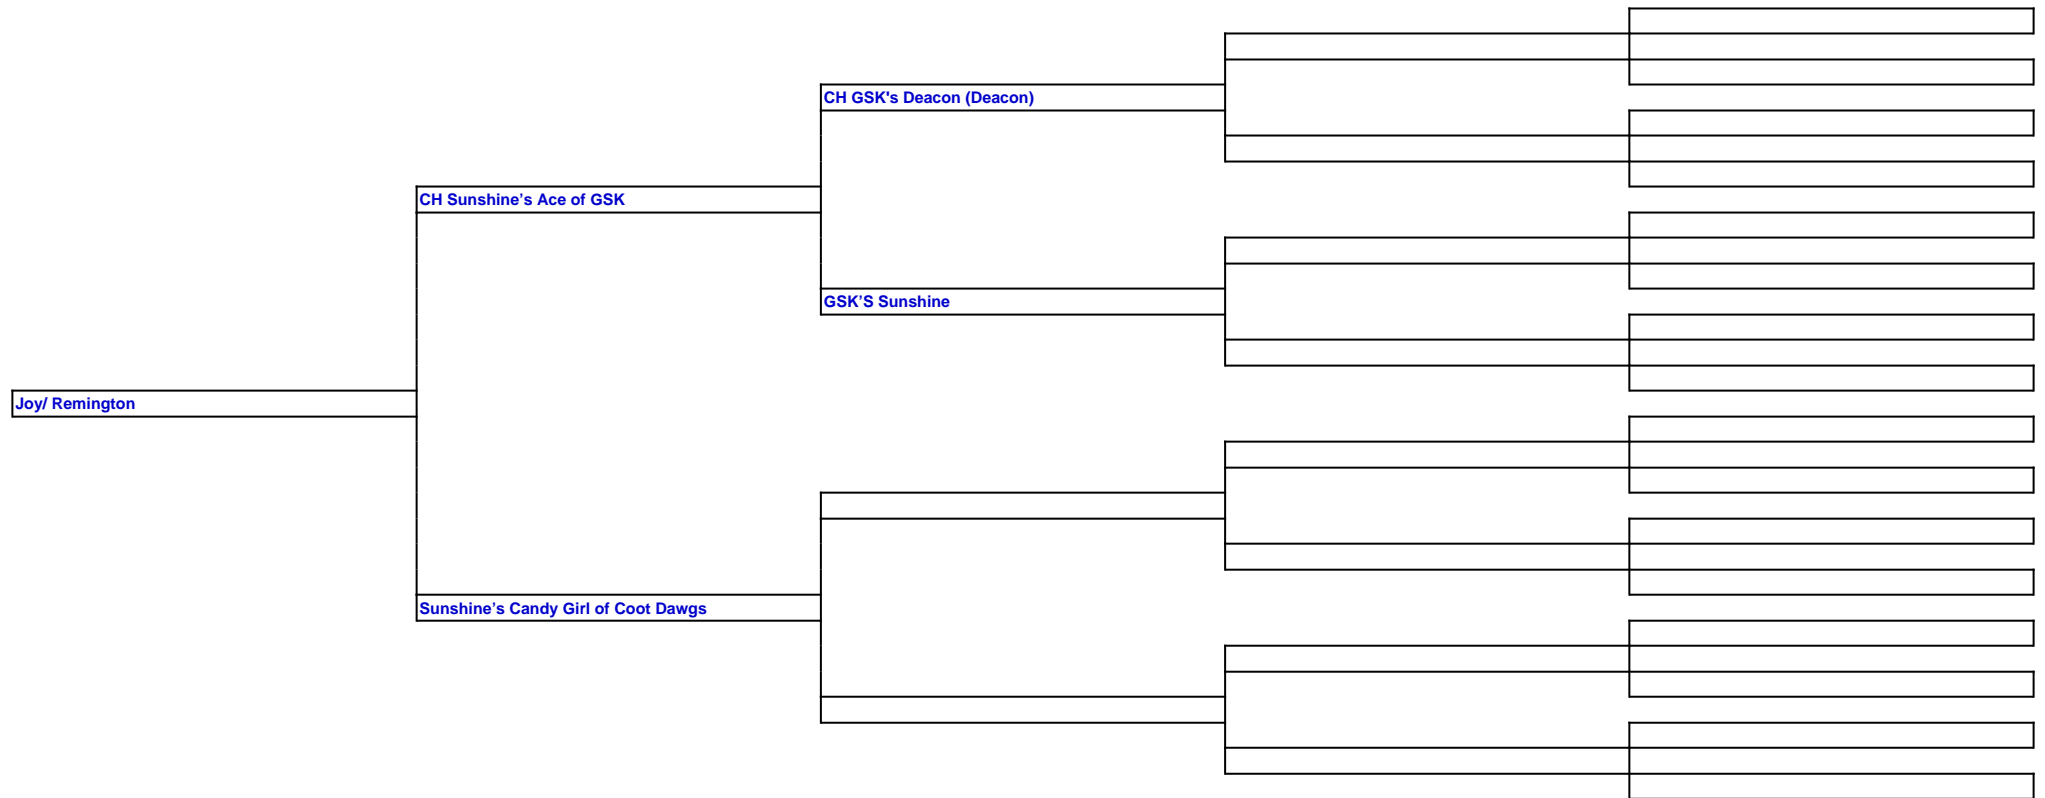 CH GSK's Deacon (Deacon)
CH Sunshine’s Ace of GSK
GSK’S Sunshine
Joy/ Remington
Sunshine’s Candy Girl of Coot Dawgs